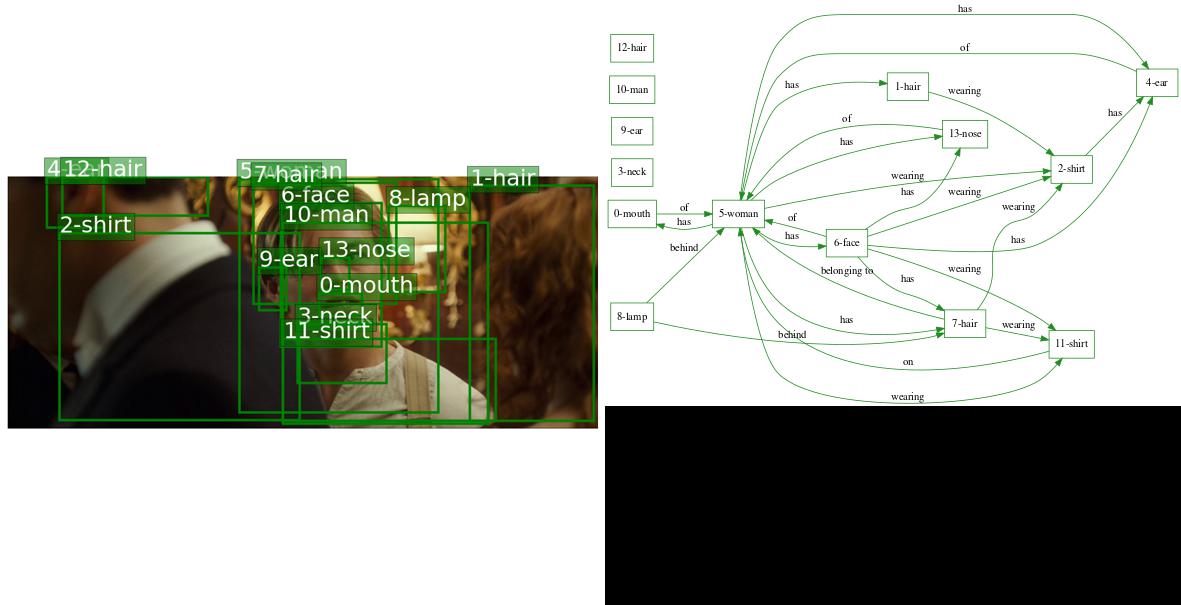 4-ear
12-hair
5-woman
7-hair
1-hair
6-face
8-lamp
10-man
2-shirt
13-nose
9-ear
0-mouth
3-neck
11-shirt
has
12-hair
of
4-ear
10-man
has
1-hair
wearing
has
9-ear
of
13-nose
has
2-shirt
3-neck
wearing
has
wearing
0-mouth
of
has
5-woman
wearing
of
6-face
has
has
behind
wearing
belonging to
has
8-lamp
has
7-hair
wearing
behind
11-shirt
on
wearing